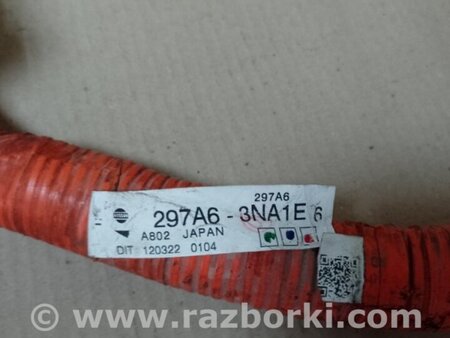 297A6
297A6 - 3NA1E 6
A802 JAPAN
DIT 120322 0104
www.razborki.com